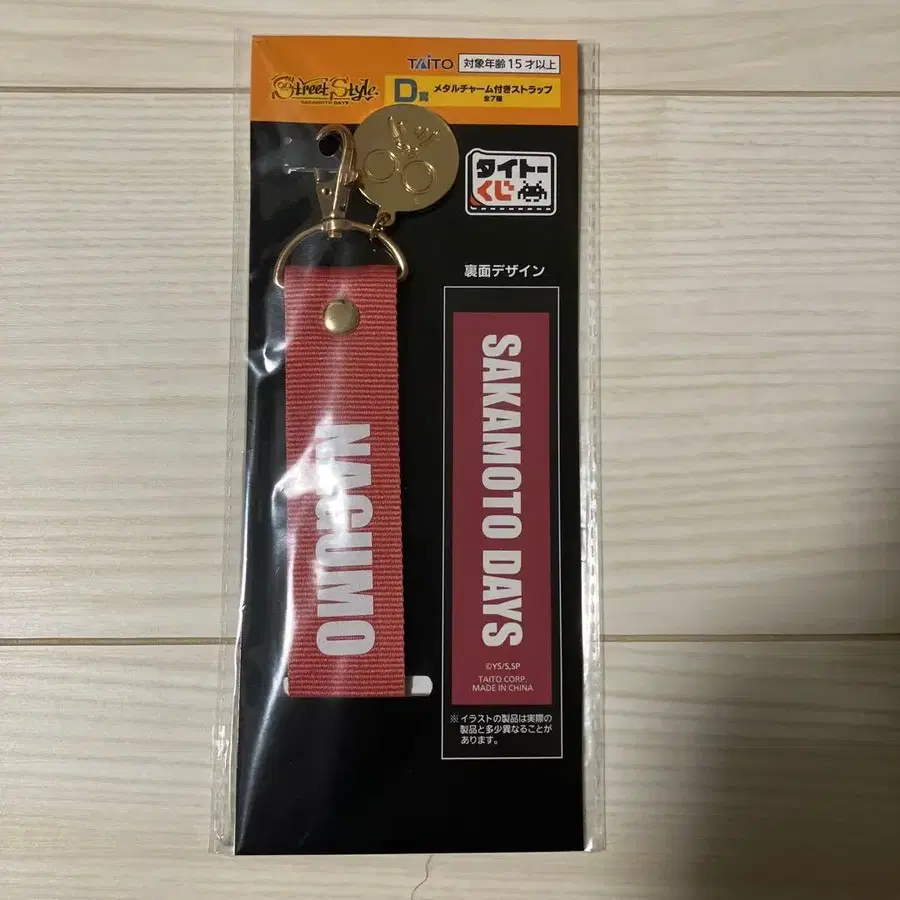 Street Style
SAKAMOTO DAYS
TAITO
対象年齢15才以上
D賞
メタルチャーム付きストラップ
全7種
タイトー
くじ
裏面デザイン
NAGUMO
SAKAMOTO DAYS
©YS/S,SP
TAITO CORP.
MADE IN CHINA
※イラストの製品は実際の
製品と多少異なることが
あります。